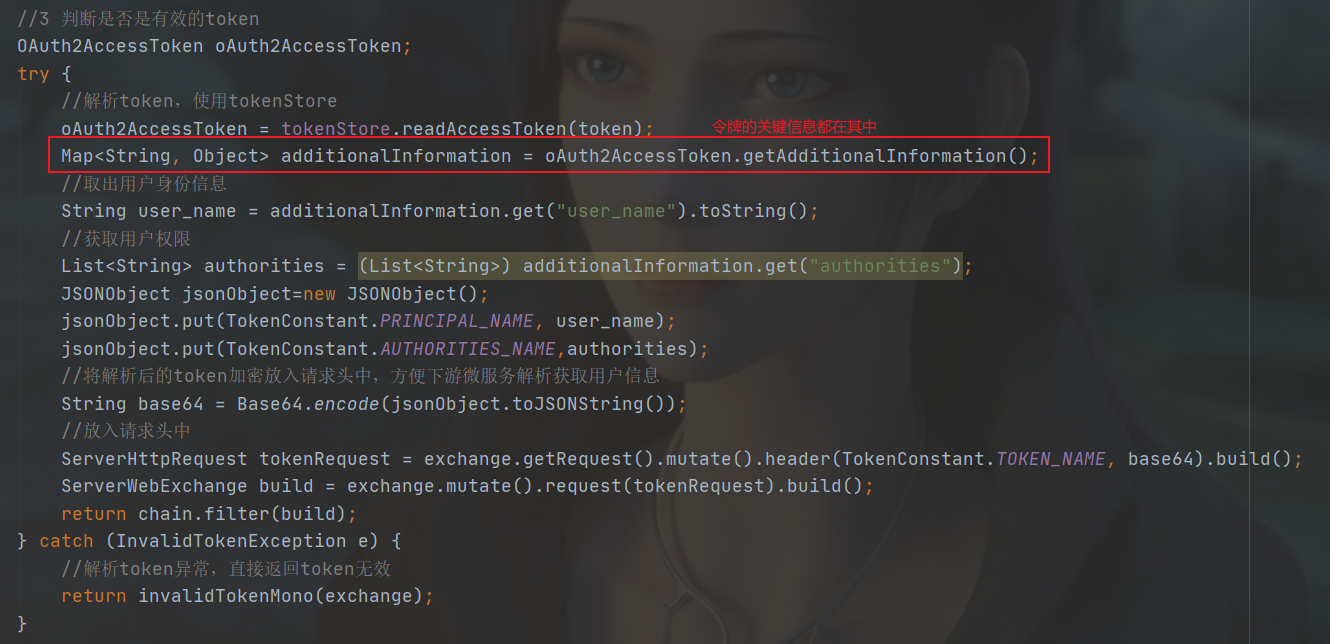 //3 判断是否是有效的token
OAuth2AccessToken oAuth2AccessToken;
try {
//解析token，使用tokenStore
oAuth2AccessToken = tokenStore.readAccessToken(token);
令牌的关键信息都在其中
Map<String, Object> additionalInformation = oAuth2AccessToken.getAdditionalInformation();
//取出用户身份信息
String user_name = additionalInformation.get("user_name").toString();
//获取用户权限
List<String> authorities = (List<String>) additionalInformation.get("authorities");
JSONObject jsonObject=new JSONObject();
jsonObject.put(TokenConstant.PRINCIPAL_NAME, user_name);
jsonObject.put(TokenConstant.AUTHORITIES_NAME,authorities);
//将解析后的token加密放入请求头中，方便下游微服务解析获取用户信息
String base64 = Base64.encode(jsonObject.toJSONString());
//放入请求头中
ServerHttpRequest tokenRequest = exchange.getRequest().mutate().header(TokenConstant.TOKEN_NAME, base64).build();
ServerWebExchange build = exchange.mutate().request(tokenRequest).build();
return chain.filter(build);
} catch (InvalidTokenException e) {
//解析token异常，直接返回token无效
return invalidTokenMono(exchange);
}